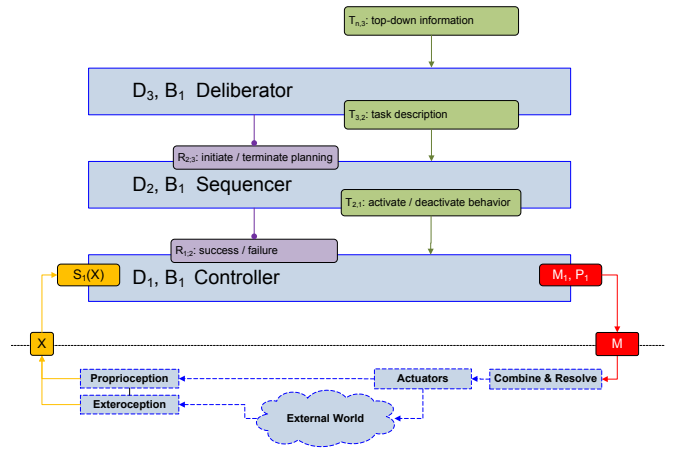 Tn,3: top-down information
D3, B1 Deliberator
T3,2: task description
R2;3: initiate / terminate planning
D2, B1 Sequencer
T2,1: activate / deactivate behavior
R1;2: success / failure
S1(X)
D1, B1 Controller
M1, P1
X
M
Proprioception
Actuators
Combine & Resolve
Exteroception
External World